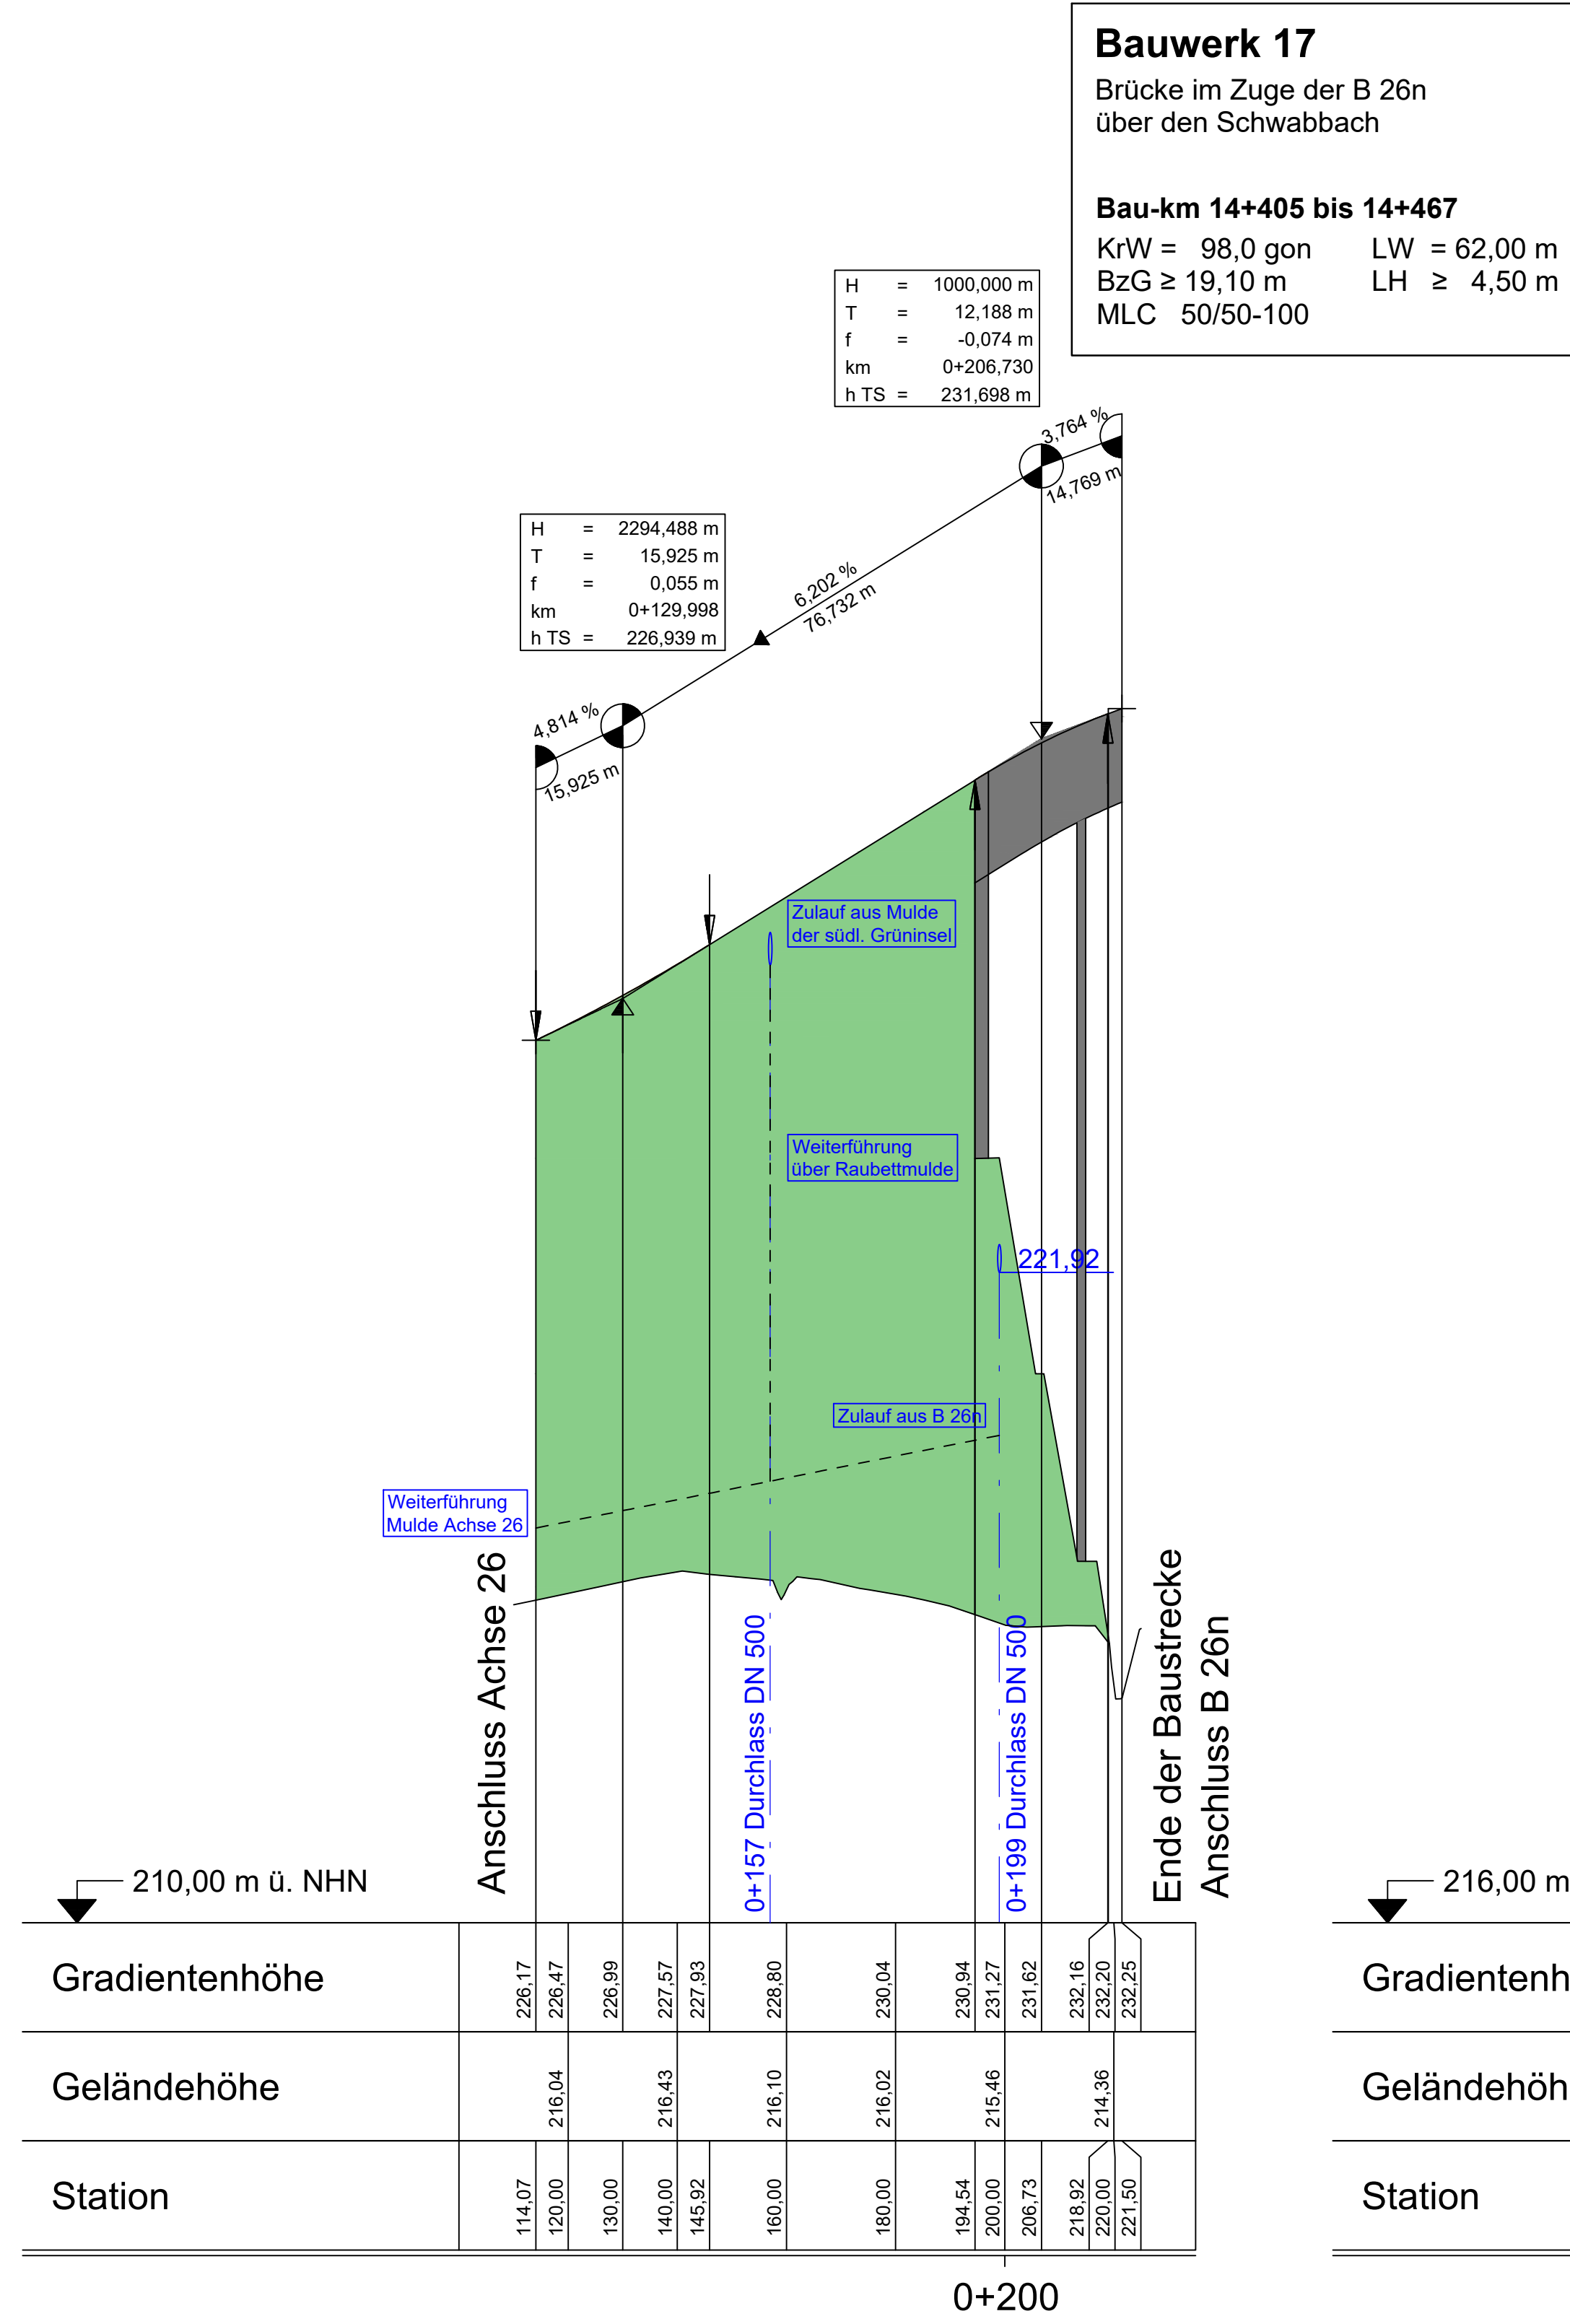 Bauwerk 17
Brücke im Zuge der B 26n
über den Schwabbach
Bau-km 14+405 bis 14+467
KrW = 98,0 gon LW = 62,00 m
BzG ≥ 19,10 m LH ≥ 4,50 m
MLC 50/50-100
H = 1000,000 m
T = 12,188 m
f = -0,074 m
km 0+206,730
h TS = 231,698 m
3,764 %
14,769 m
H = 2294,488 m
T = 15,925 m
f = 0,055 m
km 0+129,998
h TS = 226,939 m
6,202 %
76,732 m
4,814 %
15,925 m
Zulauf aus Mulde
der südl. Grüninsel
Weiterführung
über Raubettmulde
221,92
Zulauf aus B 26n
Weiterführung
Mulde Achse 26
Anschluss Achse 26
0+157 Durchlass DN 500
0+199 Durchlass DN 500
Ende der Baustrecke
Anschluss B 26n
210,00 m ü. NHN
216,00 m
Gradientenhöhe
226,17 226,47 226,99 227,57 227,93 228,80 230,04 230,94 231,27 231,62 232,16 232,20 232,25
Gradientenh
Geländehöhe
216,04 216,43 216,10 216,02 215,46 214,36
Geländehöh
Station
114,07 120,00 130,00 140,00 145,92 160,00 180,00 194,54 200,00 206,73 218,92 220,00 221,50
Station
0+200